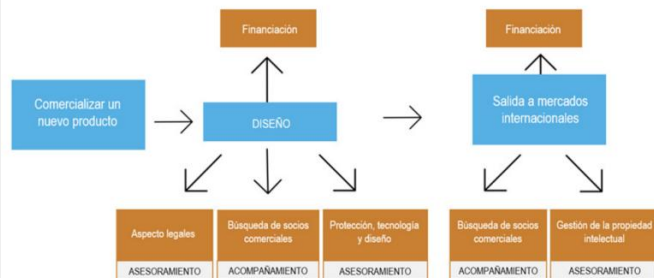 Financiación
Financiación
Comercializar un
nuevo producto
DISEÑO
Salida a mercados
internacionales
Aspecto legales
ASESORAMIENTO
Búsqueda de socios
comerciales
ACOMPAÑAMIENTO
Protección, tecnología
y diseño
ASESORAMIENTO
Búsqueda de socios
comerciales
ACOMPAÑAMIENTO
Gestión de la propiedad
intelectual
ASESORAMIENTO